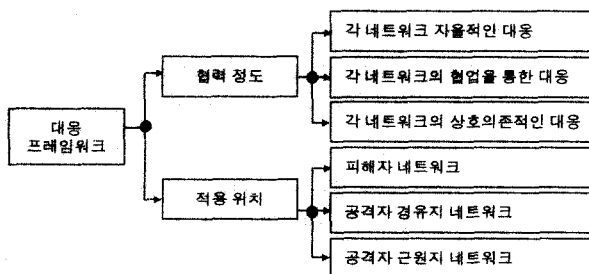 대응
프레임워크
협력 정도
적용 위치
각 네트워크 자율적인 대응
각 네트워크의 협업을 통한 대응
각 네트워크의 상호의존적인 대응
피해자 네트워크
공격자 경유지 네트워크
공격자 근원지 네트워크